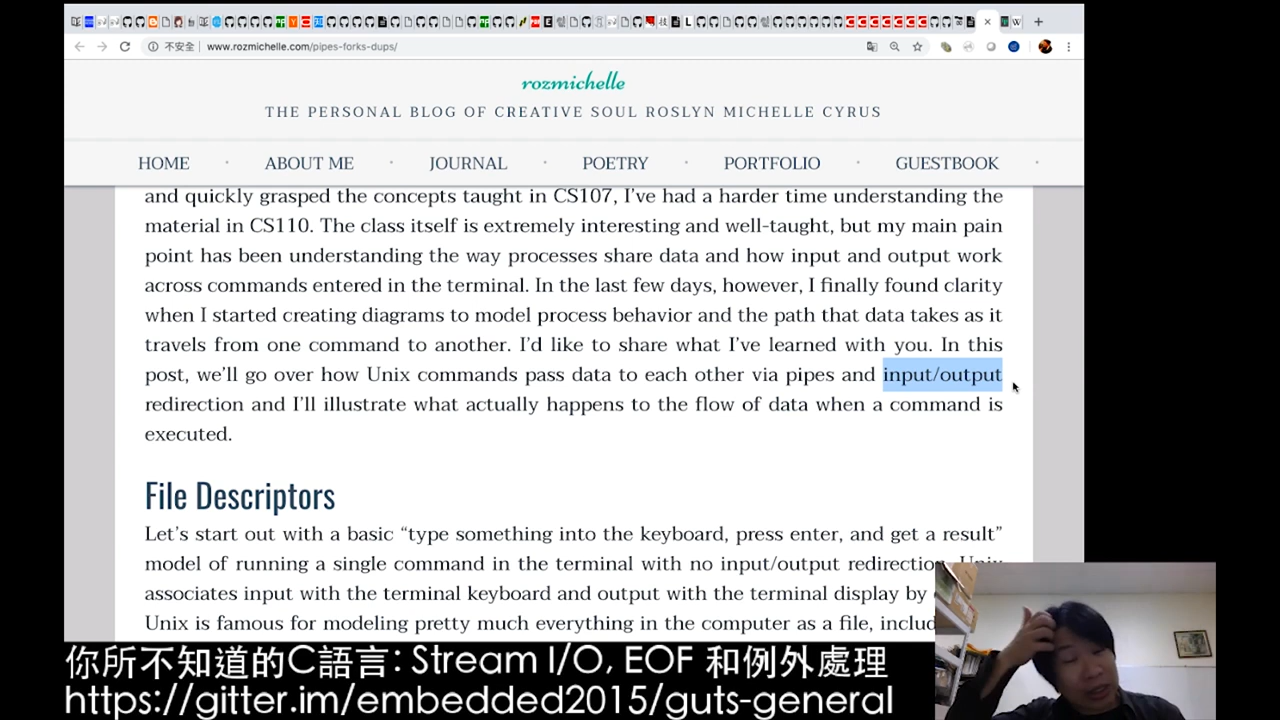 不安全 www.rozmichelle.com/pipes-forks-dups/
rozmichelle
THE PERSONAL BLOG OF CREATIVE SOUL ROSLYN MICHELLE CYRUS
HOME · ABOUT ME · JOURNAL · POETRY · PORTFOLIO · GUESTBOOK ·
and quickly grasped the concepts taught in CS107, I've had a harder time understanding the
material in CS110. The class itself is extremely interesting and well-taught, but my main pain
point has been understanding the way processes share data and how input and output work
across commands entered in the terminal. In the last few days, however, I finally found clarity
when I started creating diagrams to model process behavior and the path that data takes as it
travels from one command to another. I'd like to share what I've learned with you. In this
post, we'll go over how Unix commands pass data to each other via pipes and input/output
redirection and I'll illustrate what actually happens to the flow of data when a command is
executed.
File Descriptors
Let's start out with a basic “type something into the keyboard, press enter, and get a result”
model of running a single command in the terminal with no input/output redirection. Unix
associates input with the terminal keyboard and output with the terminal display by
Unix is famous for modeling pretty much everything in the computer as a file, includ
你所不知道的C語言: Stream I/O, EOF 和例外處理
https://gitter.im/embedded2015/guts-general